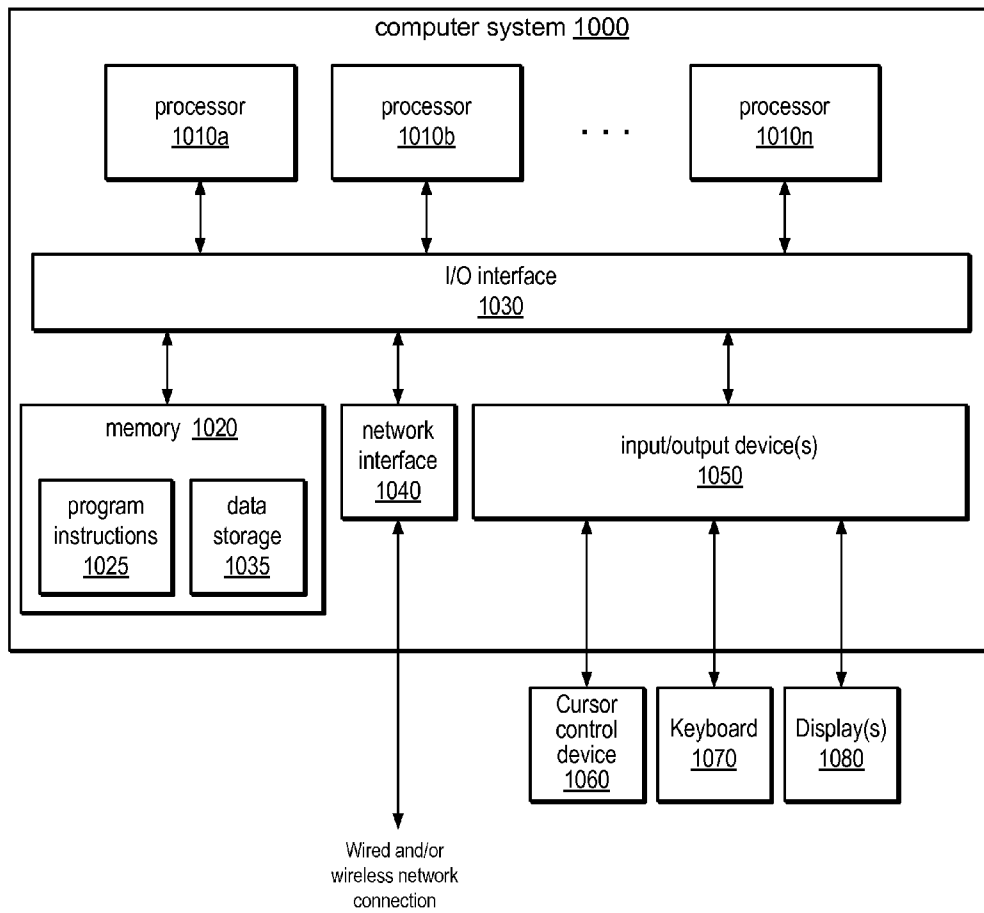 computer system 1000
processor
1010a
processor
1010b
. . .
processor
1010n
I/O interface
1030
memory 1020
program
instructions
1025
data
storage
1035
network
interface
1040
input/output device(s)
1050
Cursor
control
device
1060
Keyboard
1070
Display(s)
1080
Wired and/or
wireless network
connection